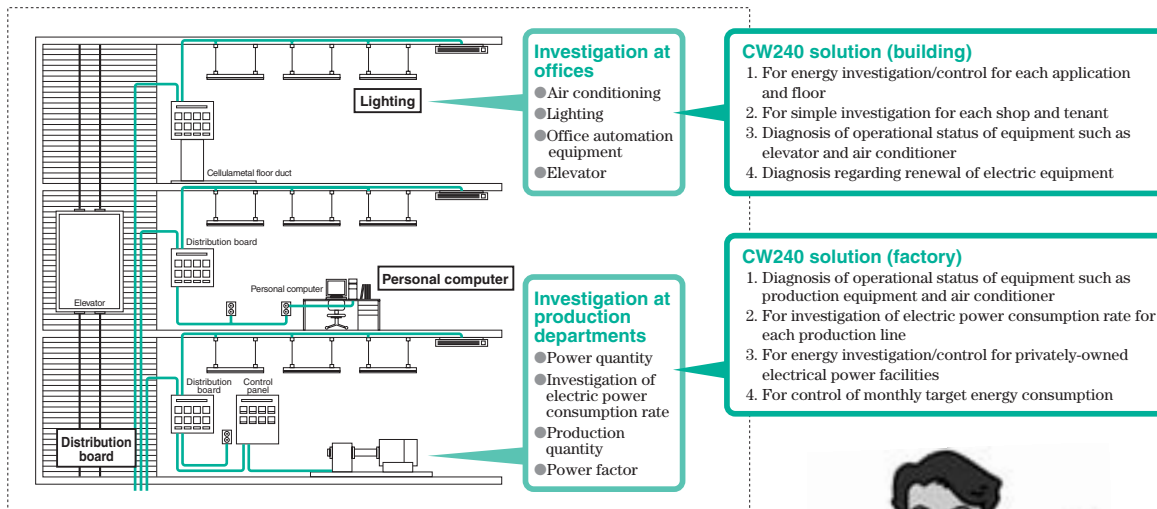 Lighting
Cellulametal floor duct
Distribution board
Personal computer
Personal computer
Elevator
Distribution
board
Control
panel
Distribution
board
Investigation at
offices
●Air conditioning
●Lighting
●Office automation
equipment
●Elevator
Investigation at
production
departments
●Power quantity
●Investigation of
electric power
consumption rate
●Production
quantity
●Power factor
CW240 solution (building)
1. For energy investigation/control for each application
and floor
2. For simple investigation for each shop and tenant
3. Diagnosis of operational status of equipment such as
elevator and air conditioner
4. Diagnosis regarding renewal of electric equipment
CW240 solution (factory)
1. Diagnosis of operational status of equipment such as
production equipment and air conditioner
2. For investigation of electric power consumption rate for
each production line
3. For energy investigation/control for privately-owned
electrical power facilities
4. For control of monthly target energy consumption